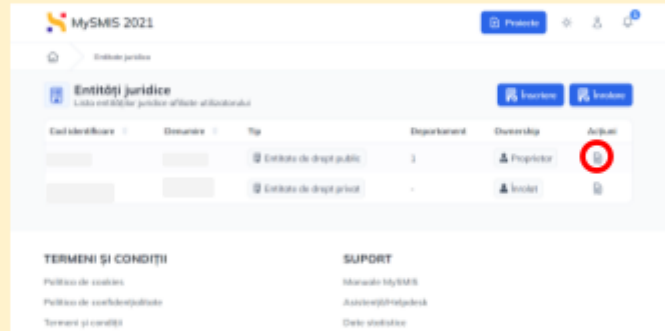 MySMIS 2021
Proiecte
Entitate juridica
Entități juridice
Lista entităților juridice afiliate utilizatorului
Înscriere
Înrolare
Cod identificare
Denumire
Tip
Departament
Ownership
Acțiuni
Entitate de drept public
1
Proprietar
Entitate de drept privat
-
Înrolat
TERMENI ȘI CONDIȚII
SUPORT
Politica de cookies
Manuale MySMIS
Politica de confidențialitate
Asistență/Helpdesk
Termeni și condiții
Date statistice